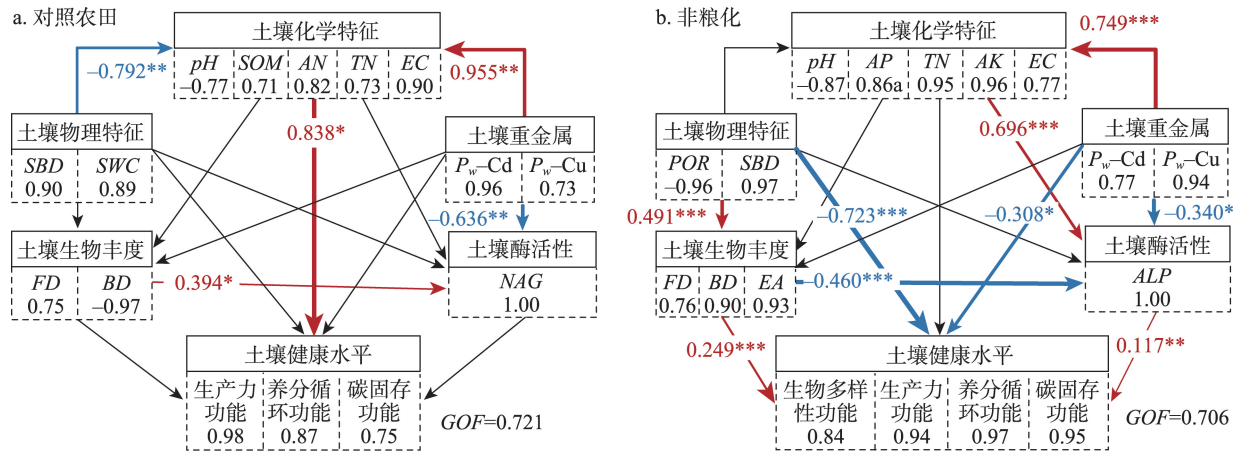 a. 对照农田
土壤化学特征
pH SOM AN TN EC
−0.77 0.71 0.82 0.73 0.90
−0.792**
0.955**
0.838*
土壤物理特征
SBD SWC
0.90 0.89
土壤重金属
Pw–Cd Pw–Cu
0.96 0.73
−0.636**
土壤生物丰度
FD BD
0.75 −0.97
0.394*
土壤酶活性
NAG
1.00
土壤健康水平
生产力功能 养分循环功能 碳固存功能
0.98 0.87 0.75
GOF=0.721
b. 非粮化
土壤化学特征
pH AP TN AK EC
−0.87 0.86a 0.95 0.96 0.77
0.749***
0.696***
土壤物理特征
POR SBD
−0.96 0.97
土壤重金属
Pw–Cd Pw–Cu
0.77 0.94
0.491***
−0.723***
−0.308*
−0.340*
土壤生物丰度
FD BD EA
0.76 0.90 0.93
−0.460***
土壤酶活性
ALP
1.00
0.249***
0.117**
土壤健康水平
生物多样性功能 生产力功能 养分循环功能 碳固存功能
0.84 0.94 0.97 0.95
GOF=0.706